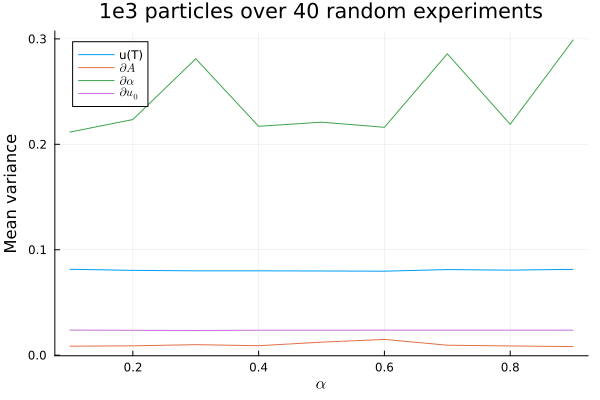 1e3 particles over 40 random experiments
Mean variance
0.3
0.2
0.1
0.0
u(T)
∂A
∂α
∂u₀
0.2
0.4
0.6
0.8
α